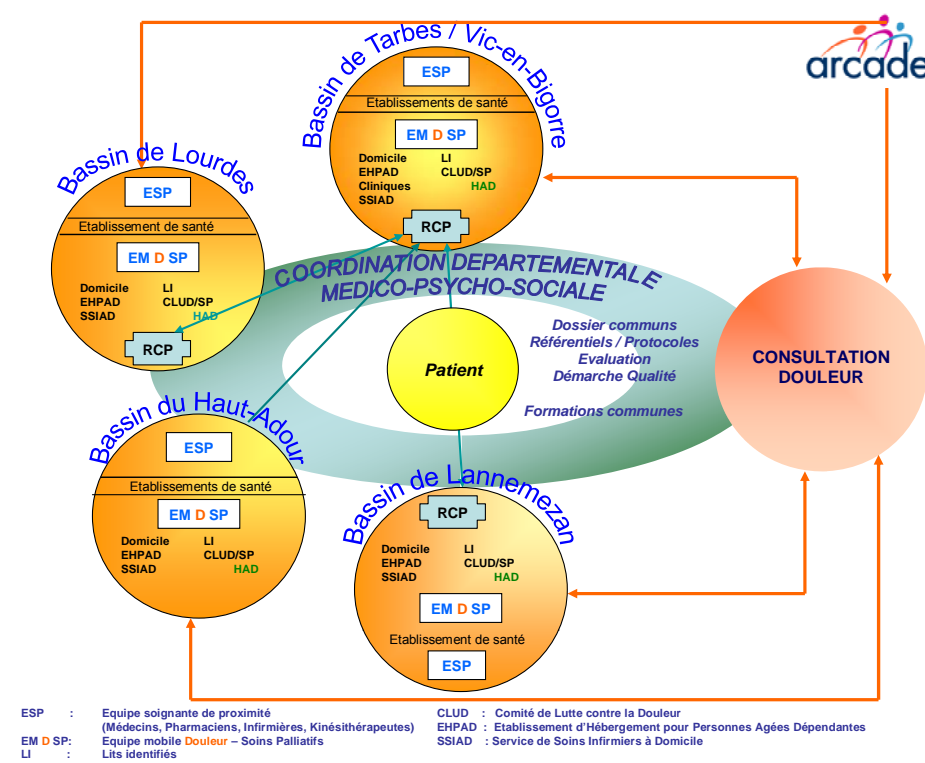 arcade
Bassin de Tarbes / Vic-en-Bigorre
ESP
Etablissements de santé
EM D SP
Domicile LI
EHPAD CLUD/SP
Cliniques HAD
SSIAD
RCP
Bassin de Lourdes
ESP
Etablissement de santé
EM D SP
Domicile LI
EHPAD CLUD/SP
SSIAD HAD
RCP
COORDINATION DEPARTEMENTALE
MEDICO-PSYCHO-SOCIALE
Patient
Dossier communs
Référentiels / Protocoles
Evaluation
Démarche Qualité
Formations communes
CONSULTATION
DOULEUR
Bassin du Haut-Adour
ESP
Etablissements de santé
EM D SP
Domicile LI
EHPAD CLUD/SP
SSIAD HAD
Bassin de Lannemezan
RCP
Domicile LI
EHPAD CLUD/SP
SSIAD HAD
EM D SP
Etablissement de santé
ESP
ESP : Equipe soignante de proximité
(Médecins, Pharmaciens, Infirmières, Kinésithérapeutes)
EM D SP: Equipe mobile Douleur – Soins Palliatifs
LI : Lits identifiés
CLUD : Comité de Lutte contre la Douleur
EHPAD : Etablissement d'Hébergement pour Personnes Agées Dépendantes
SSIAD : Service de Soins Infirmiers à Domicile